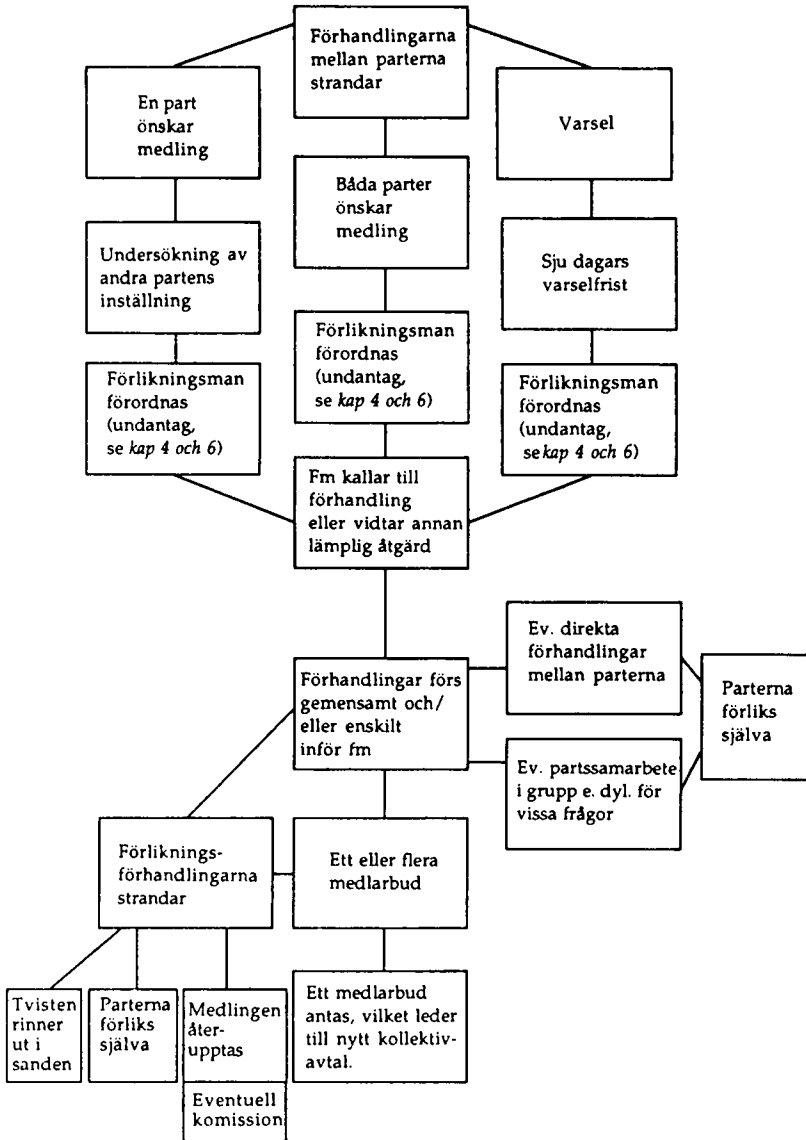 Förhandlingarna
mellan parterna
strandar
En part
önskar
medling
Varsel
Båda parter
önskar
medling
Undersökning av
andra partens
inställning
Sju dagars
varselfrist
Förlikningsman
förordnas
(undantag,
se kap 4 och 6)
Förlikningsman
förordnas
(undantag,
se kap 4 och 6)
Förlikningsman
förordnas
(undantag,
se kap 4 och 6)
Fm kallar till
förhandling
eller vidtar annan
lämplig åtgärd
Ev. direkta
förhandlingar
mellan parterna
Förhandlingar förs
gemensamt och/
eller enskilt
inför fm
Parterna
förliks
själva
Ev. partssamarbete
i grupp e. dyl. för
vissa frågor
Förliknings-
förhandlingarna
strandar
Ett eller flera
medlarbud
Tvisten
rinner
ut i
sanden
Parterna
förliks
själva
Medlingen
åter-
upptas
Ett medlarbud
antas, vilket leder
till nytt kollektiv-
avtal.
Eventuell
komission